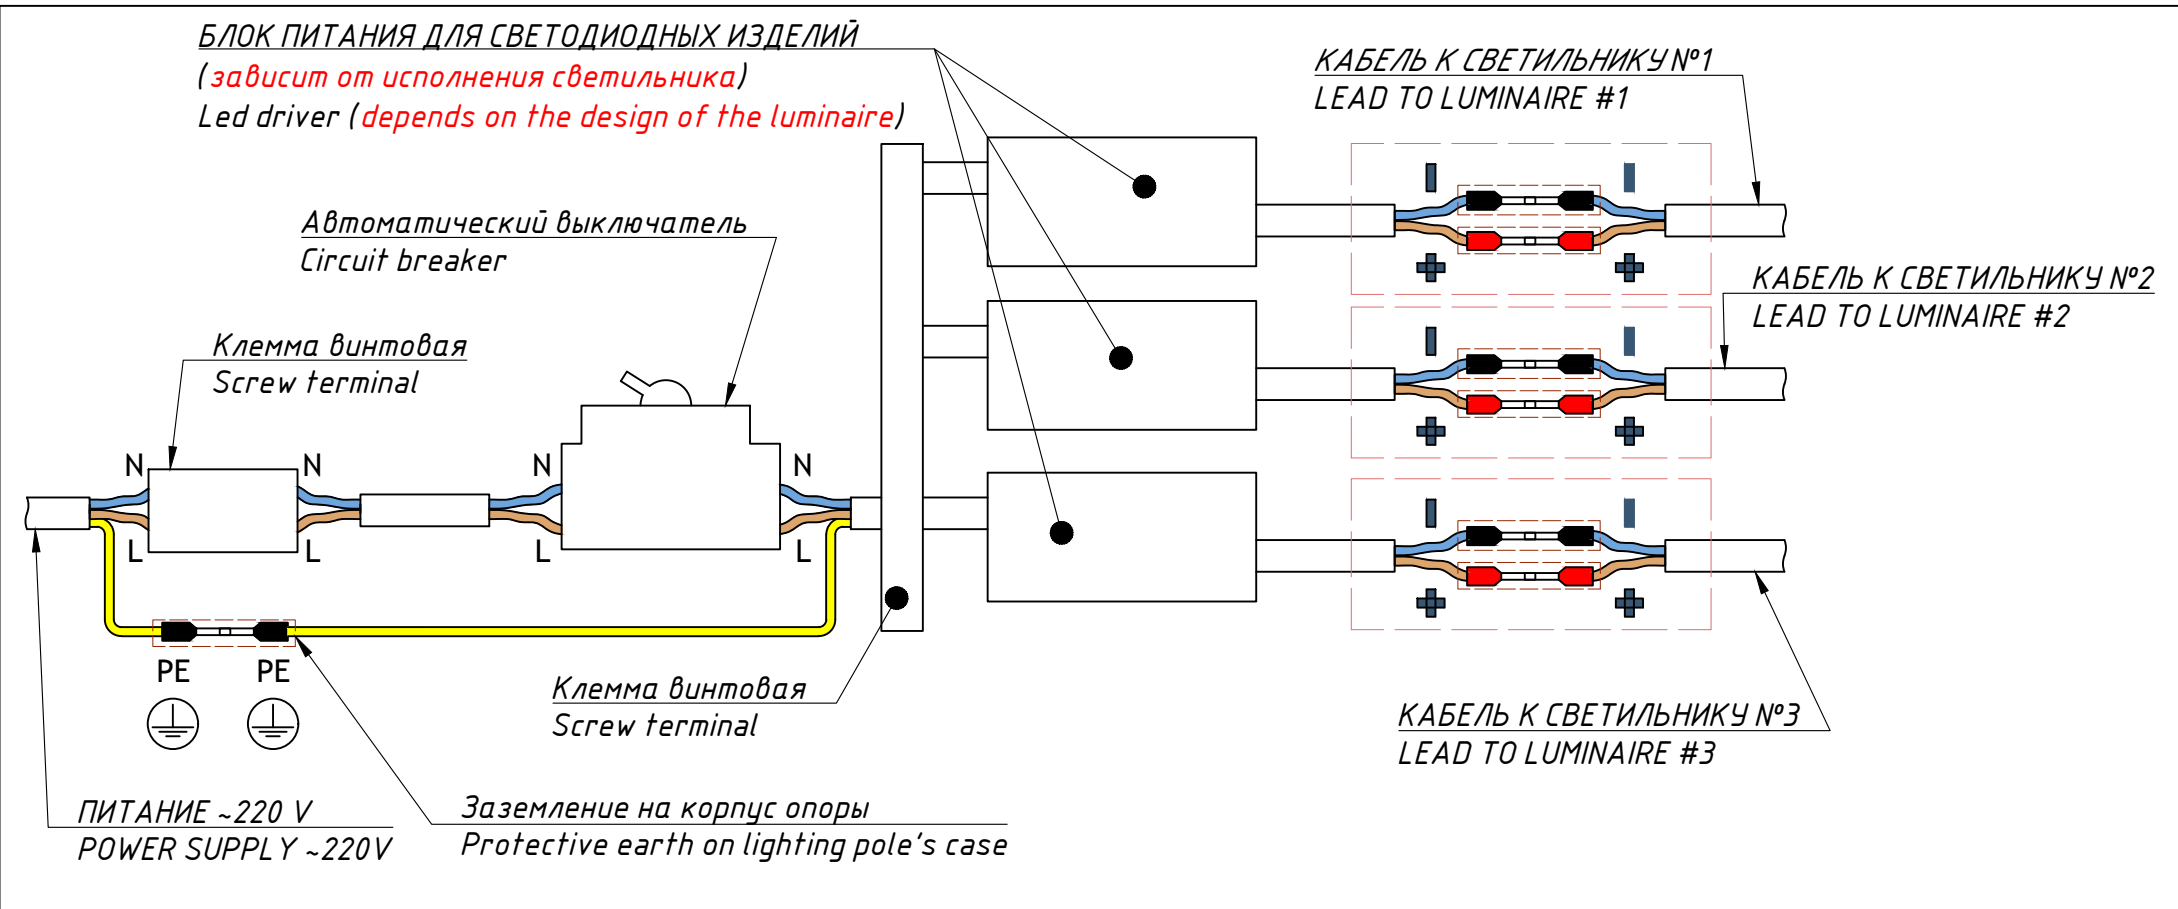 БЛОК ПИТАНИЯ ДЛЯ СВЕТОДИОДНЫХ ИЗДЕЛИЙ
(зависит от исполнения светильника)
Led driver (depends on the design of the luminaire)
КАБЕЛЬ К СВЕТИЛЬНИКУ №1
LEAD TO LUMINAIRE #1
Автоматический выключатель
Circuit breaker
КАБЕЛЬ К СВЕТИЛЬНИКУ №2
LEAD TO LUMINAIRE #2
Клемма винтовая
Screw terminal
N N N N
L L L L
PE PE
Клемма винтовая
Screw terminal
КАБЕЛЬ К СВЕТИЛЬНИКУ №3
LEAD TO LUMINAIRE #3
ПИТАНИЕ ~220 V
POWER SUPPLY ~220V
Заземление на корпус опоры
Protective earth on lighting pole's case